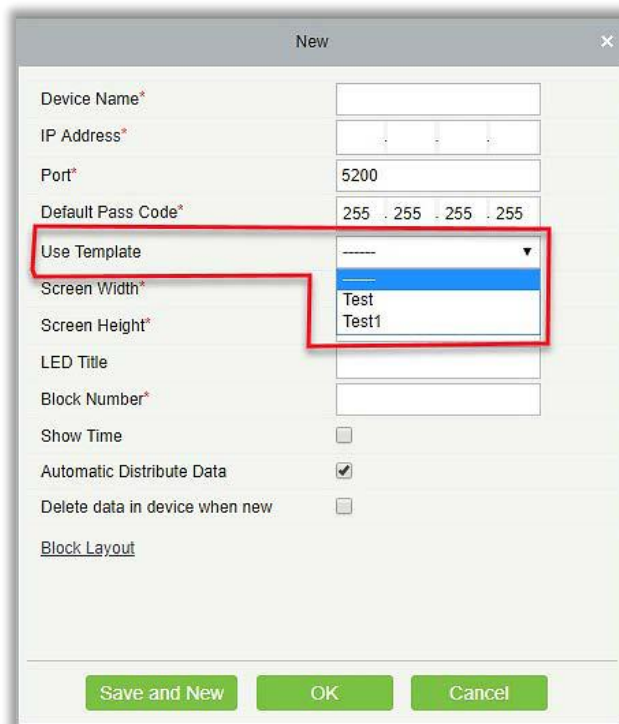 New
×
Device Name*
IP Address*
. . .
Port* 5200
Default Pass Code* 255 . 255 . 255 . 255
Use Template ------
------
Screen Width* Test
Screen Height* Test1
LED Title
Block Number*
Show Time
Automatic Distribute Data
Delete data in device when new
Block Layout
Save and New OK Cancel